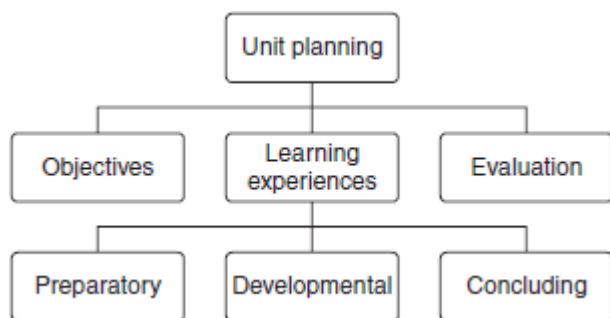 Unit planning
Objectives
Learning
experiences
Evaluation
Preparatory
Developmental
Concluding